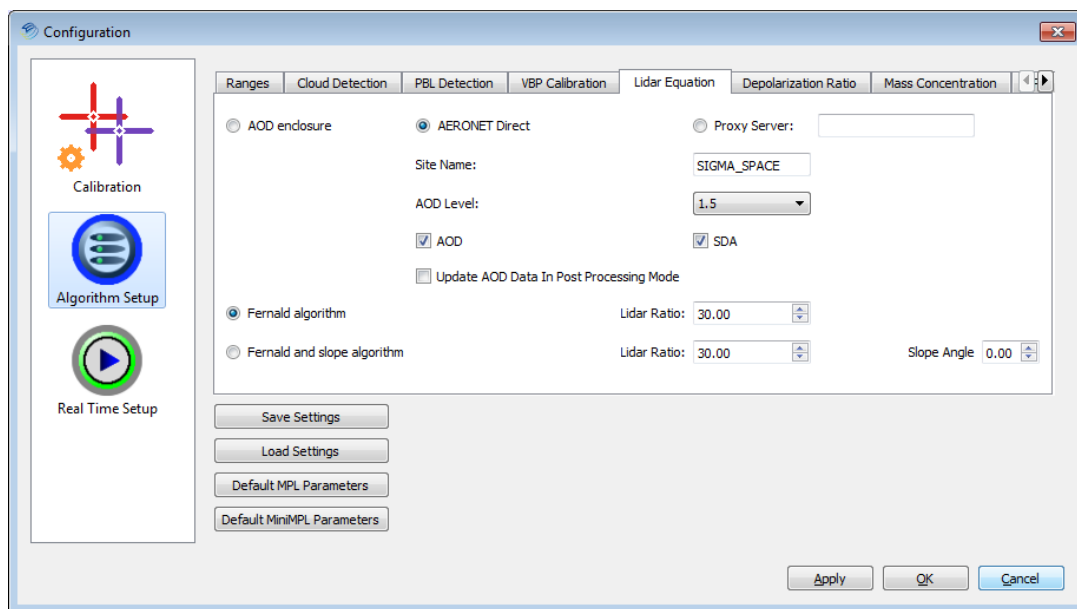 Configuration
Calibration
Algorithm Setup
Real Time Setup
Ranges Cloud Detection PBL Detection VBP Calibration Lidar Equation Depolarization Ratio Mass Concentration
AOD enclosure AERONET Direct Proxy Server:
Site Name: SIGMA_SPACE
AOD Level: 1.5
AOD SDA
Update AOD Data In Post Processing Mode
Fernald algorithm Lidar Ratio: 30.00
Fernald and slope algorithm Lidar Ratio: 30.00 Slope Angle 0.00
Save Settings
Load Settings
Default MPL Parameters
Default MiniMPL Parameters
Apply OK Cancel